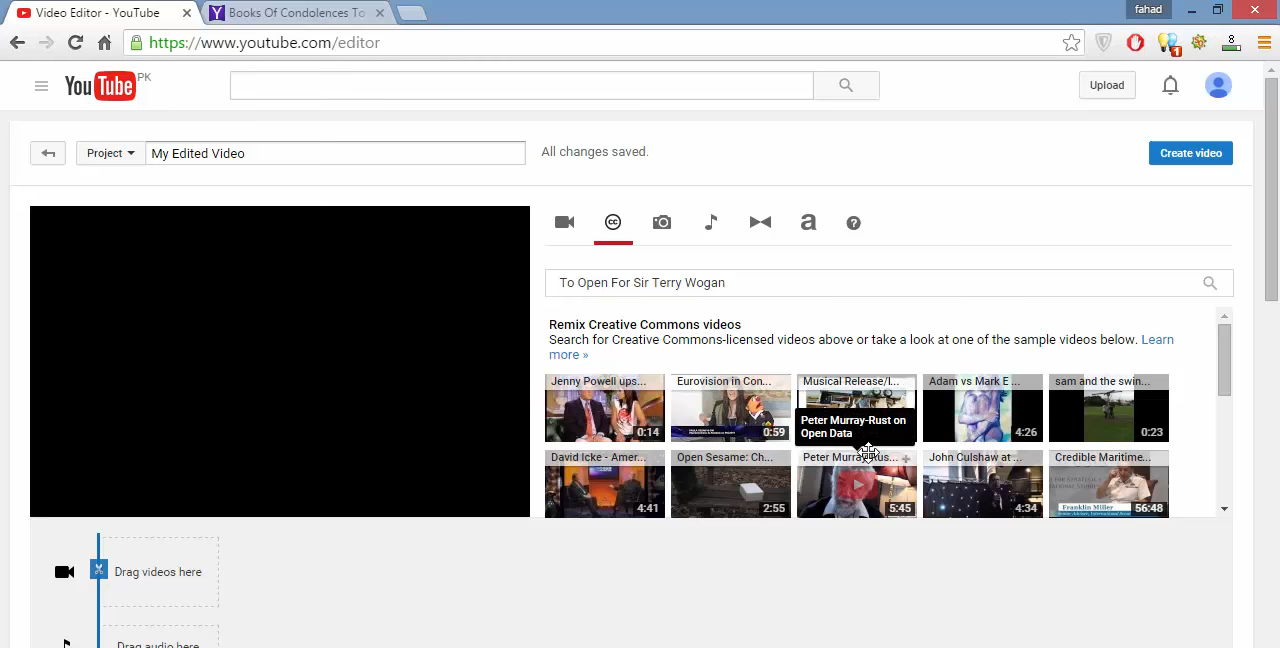 Video Editor - YouTube
Books Of Condolences To
fahad
https://www.youtube.com/editor
1
8
YouTube PK
Upload
Project
My Edited Video
All changes saved.
Create video
cc
a
?
To Open For Sir Terry Wogan
Remix Creative Commons videos
Search for Creative Commons-licensed videos above or take a look at one of the sample videos below. Learn
more »
Jenny Powell ups...
Eurovision in Con...
Musical Release/I...
Adam vs Mark E ...
sam and the swin...
0:14
0:59
4:26
0:23
Peter Murray-Rust on
Open Data
David Icke - Amer...
Open Sesame: Ch...
John Culshaw at ...
Credible Maritime...
4:41
2:55
5:45
4:34
Franklin Miller
56:48
Drag videos here
Drag audio here